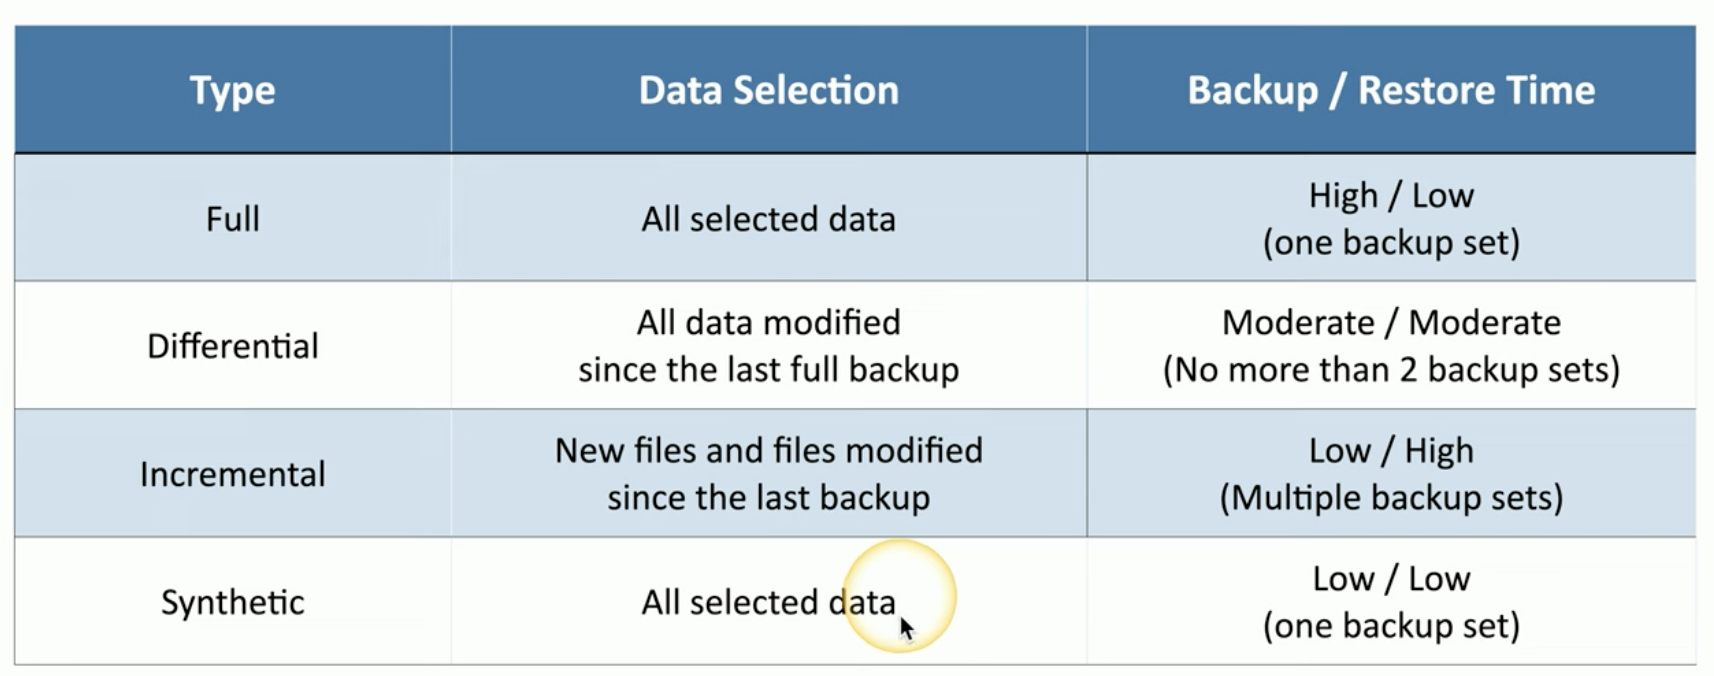 Type
Data Selection
Backup / Restore Time
Full
All selected data
High / Low
(one backup set)
Differential
All data modified
since the last full backup
Moderate / Moderate
(No more than 2 backup sets)
Incremental
New files and files modified
since the last backup
Low / High
(Multiple backup sets)
Synthetic
All selected data
Low / Low
(one backup set)